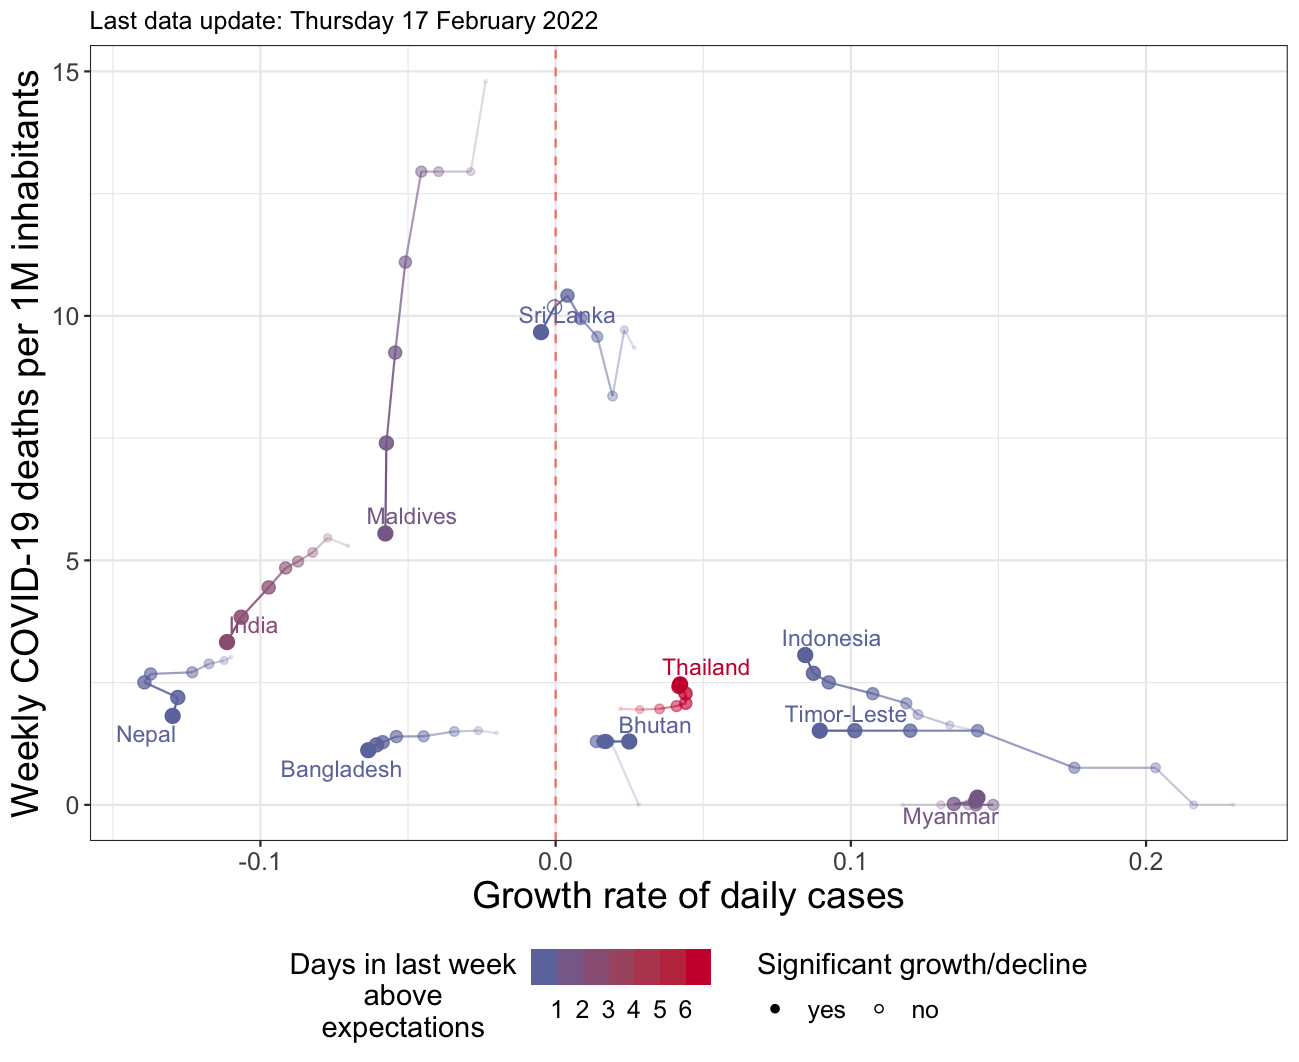 Last data update: Thursday 17 February 2022
Weekly COVID-19 deaths per 1M inhabitants
15
10
5
0
Sri Lanka
Maldives
India
Nepal
Bangladesh
Thailand
Bhutan
Indonesia
Timor-Leste
Myanmar
-0.1
0.0
0.1
0.2
Growth rate of daily cases
Days in last week
above
expectations
1 2 3 4 5 6
Significant growth/decline
yes no